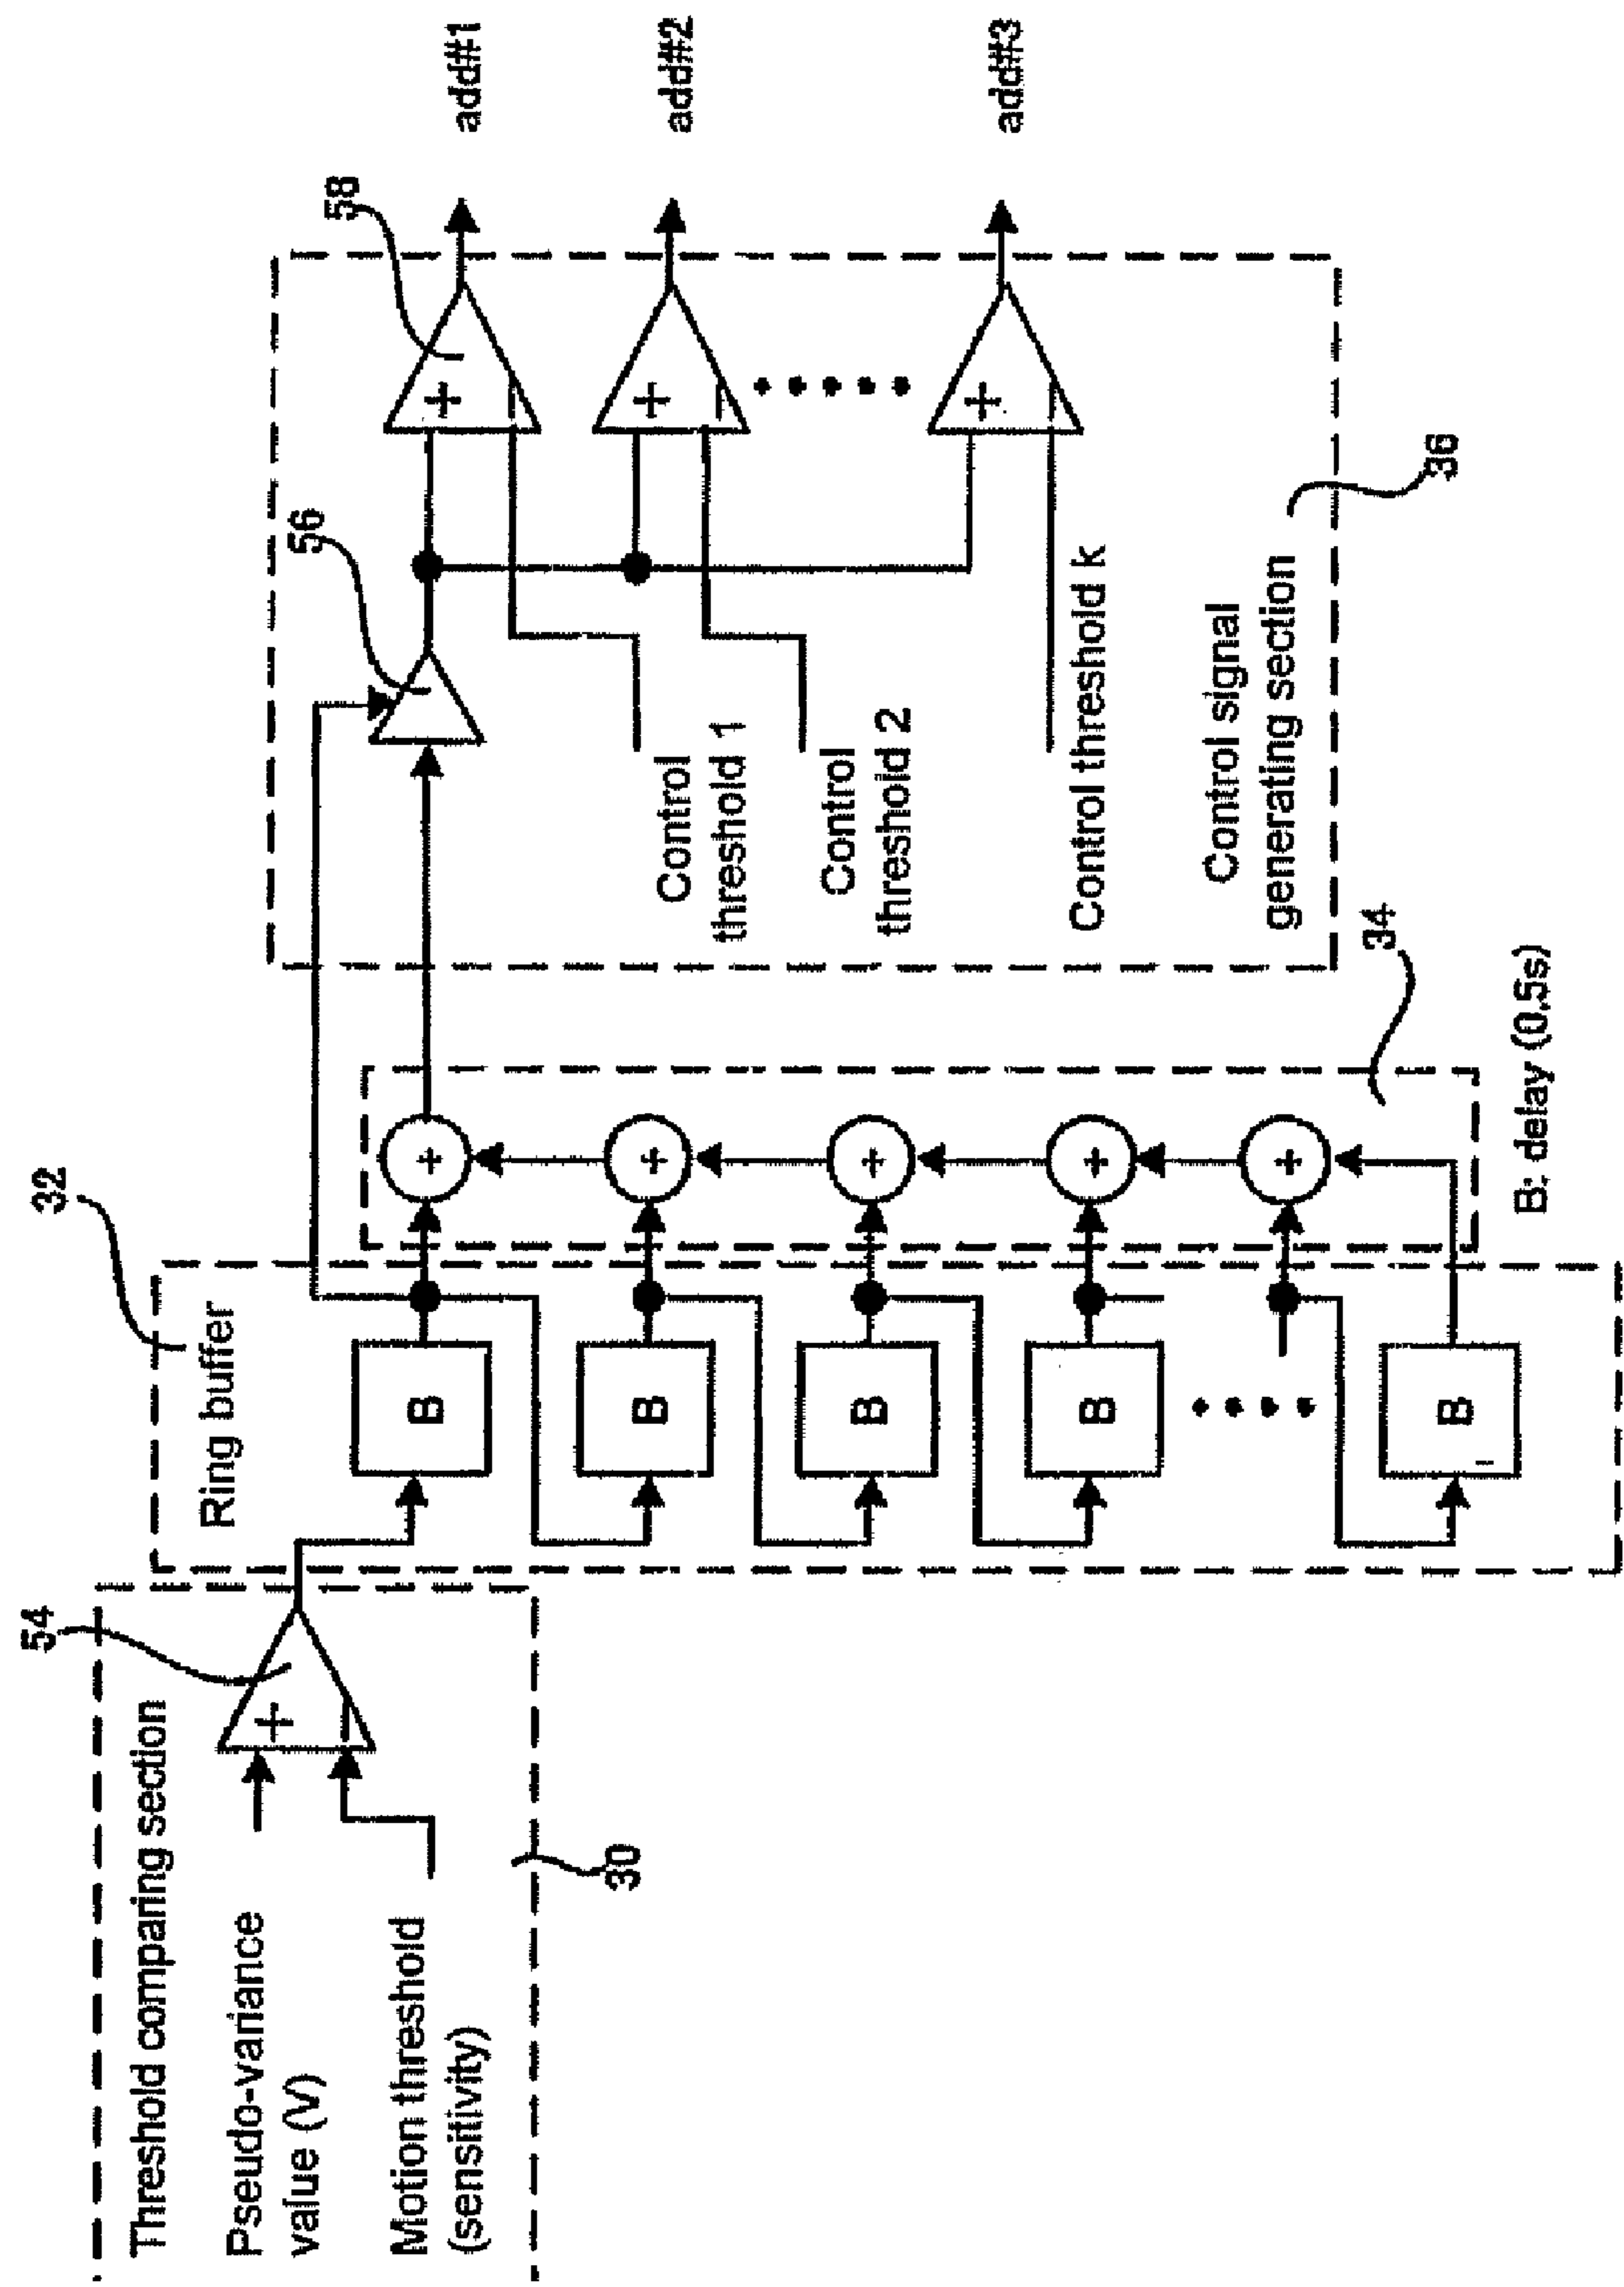 Threshold comparing section
Pseudo-variance
value (V)
Motion threshold
(sensitivity)
+
−
54
30
Ring buffer
32
B
B
B
B
B
+
+
+
+
+
34
B: delay (0.5s)
56
58
+
−
+
−
+
−
Control
threshold 1
Control
threshold 2
Control threshold k
Control signal
generating section
36
add#1
add#2
add#3